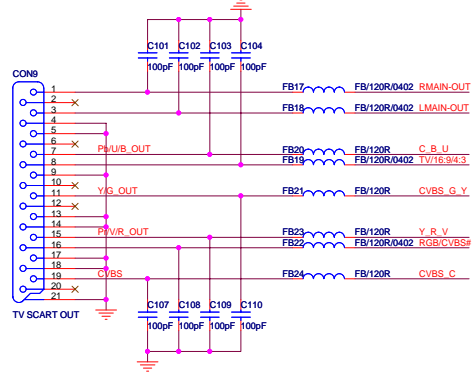 C101 C102 C103 C104
100pF 100pF 100pF 100pF
CON9
1 FB17 FB/120R/0402 RMAIN-OUT
2
3 FB18 FB/120R/0402 LMAIN-OUT
4
5
6
7 Pb/U/B_OUT FB20 FB/120R C_B_U
8 FB19 FB/120R/0402 TV/16:9/4:3
9
10
11 Y/G_OUT FB21 FB/120R CVBS_G_Y
12
13
14
15 Pr/V/R_OUT FB23 FB/120R Y_R_V
16 FB22 FB/120R/0402 RGB/CVBS#
17
18
19 CVBS FB24 FB/120R CVBS_C
20
21
TV SCART OUT
C107 C108 C109 C110
100pF 100pF 100pF 100pF